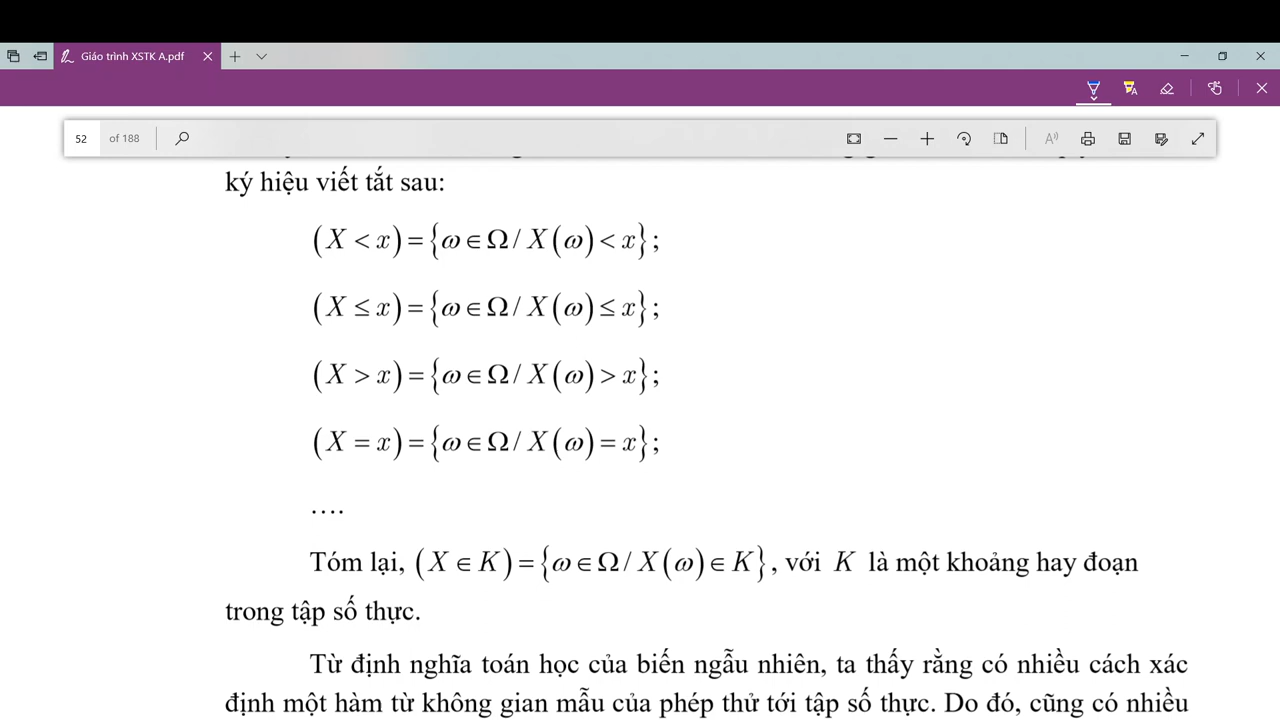 Giáo trình XSTK A.pdf
52 of 188
ký hiệu viết tắt sau:
(X < x) = {ω ∈ Ω / X(ω) < x};
(X ≤ x) = {ω ∈ Ω / X(ω) ≤ x};
(X > x) = {ω ∈ Ω / X(ω) > x};
(X = x) = {ω ∈ Ω / X(ω) = x};
….
Tóm lại, (X ∈ K) = {ω ∈ Ω / X(ω) ∈ K}, với K là một khoảng hay đoạn
trong tập số thực.
Từ định nghĩa toán học của biến ngẫu nhiên, ta thấy rằng có nhiều cách xác
định một hàm từ không gian mẫu của phép thử tới tập số thực. Do đó, cũng có nhiều